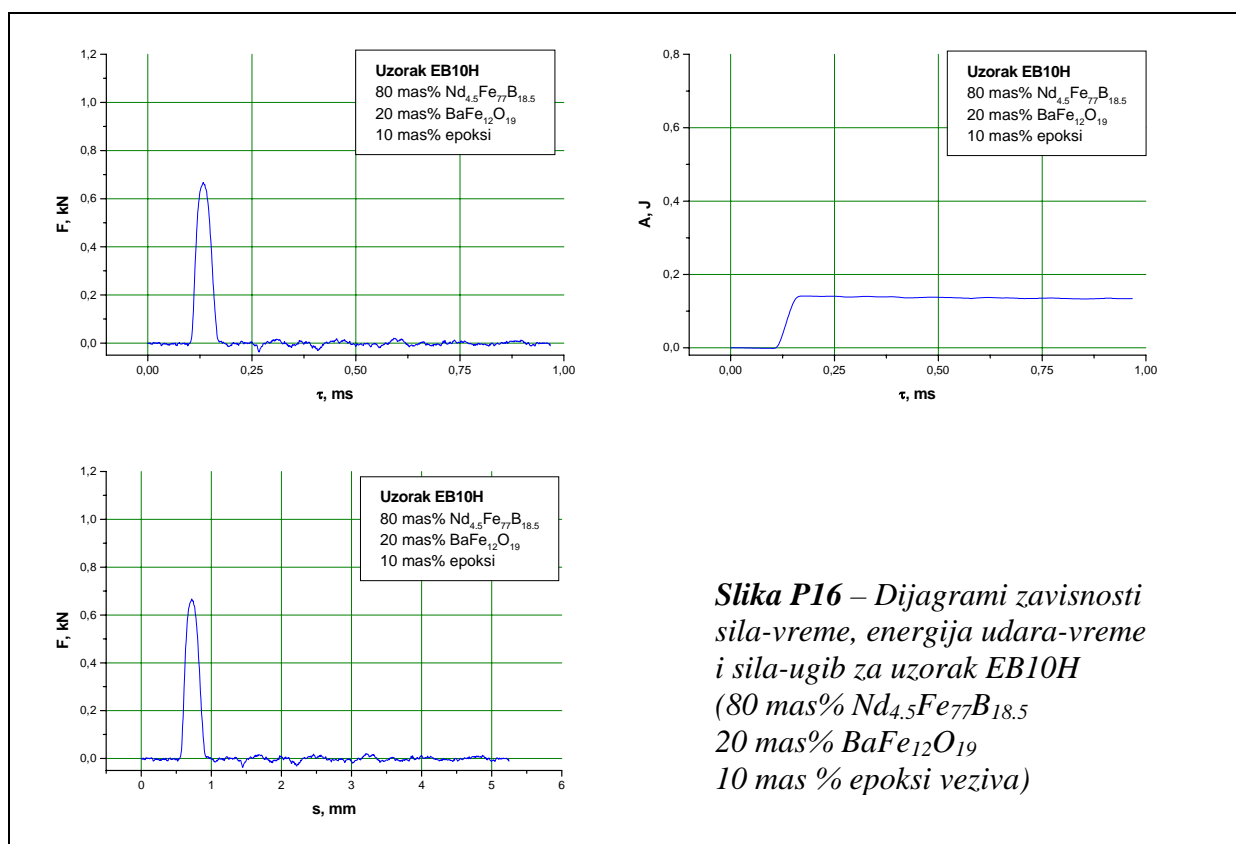 1,2
1,0
0,8
0,6
0,4
0,2
0,0
F, kN
0,00 0,25 0,50 0,75 1,00
τ, ms
Uzorak EB10H
80 mas% Nd4.5Fe77B18.5
20 mas% BaFe12O19
10 mas% epoksi
0,8
0,6
0,4
0,2
0,0
A, J
0,00 0,25 0,50 0,75 1,00
τ, ms
Uzorak EB10H
80 mas% Nd4.5Fe77B18.5
20 mas% BaFe12O19
10 mas% epoksi
1,2
1,0
0,8
0,6
0,4
0,2
0,0
F, kN
0 1 2 3 4 5 6
s, mm
Uzorak EB10H
80 mas% Nd4.5Fe77B18.5
20 mas% BaFe12O19
10 mas% epoksi
Slika P16 – Dijagrami zavisnosti
sila-vreme, energija udara-vreme
i sila-ugib za uzorak EB10H
(80 mas% Nd4.5Fe77B18.5
20 mas% BaFe12O19
10 mas % epoksi veziva)